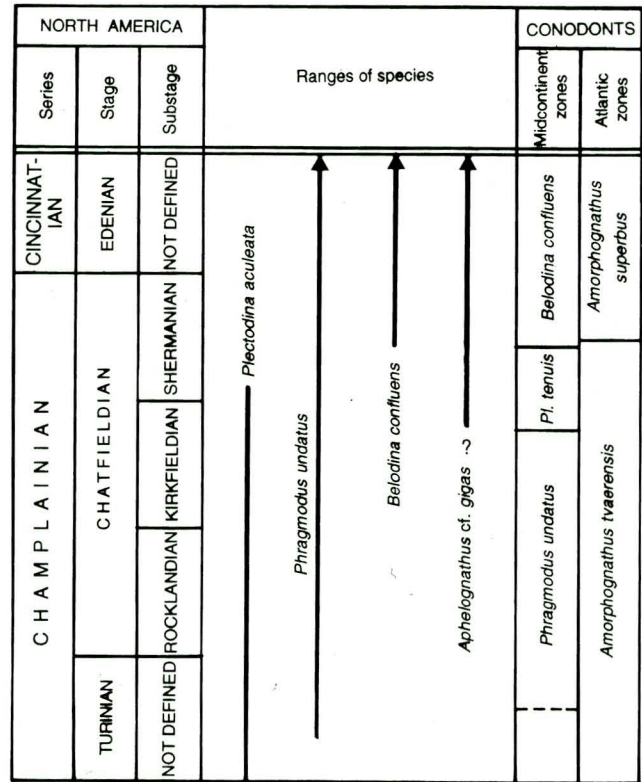 NORTH AMERICA
Series
Stage
Substage
Ranges of species
CONODONTS
Midcontinent
zones
Atlantic
zones
CINCINNAT-
IAN
EDENIAN
NOT DEFINED
CHAMPLAINIAN
CHATFIELDIAN
SHERMANIAN
KIRKFIELDIAN
ROCKLANDIAN
TURINIAN
NOT DEFINED
Plectodina aculeata
Phragmodus undatus
Belodina confluens
Aphelognathus cf. gigas -?
Belodina confluens
Pl. tenuis
Phragmodus undatus
Amorphognathus
superbus
Amorphognathus tvaerensis